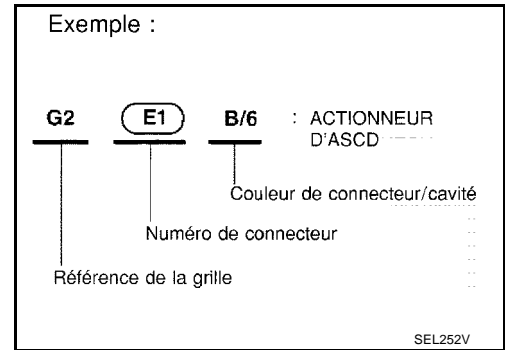 Exemple :
G2 E1 B/6 : ACTIONNEUR
D'ASCD
Couleur de connecteur/cavité
Numéro de connecteur
Référence de la grille
SEL252V